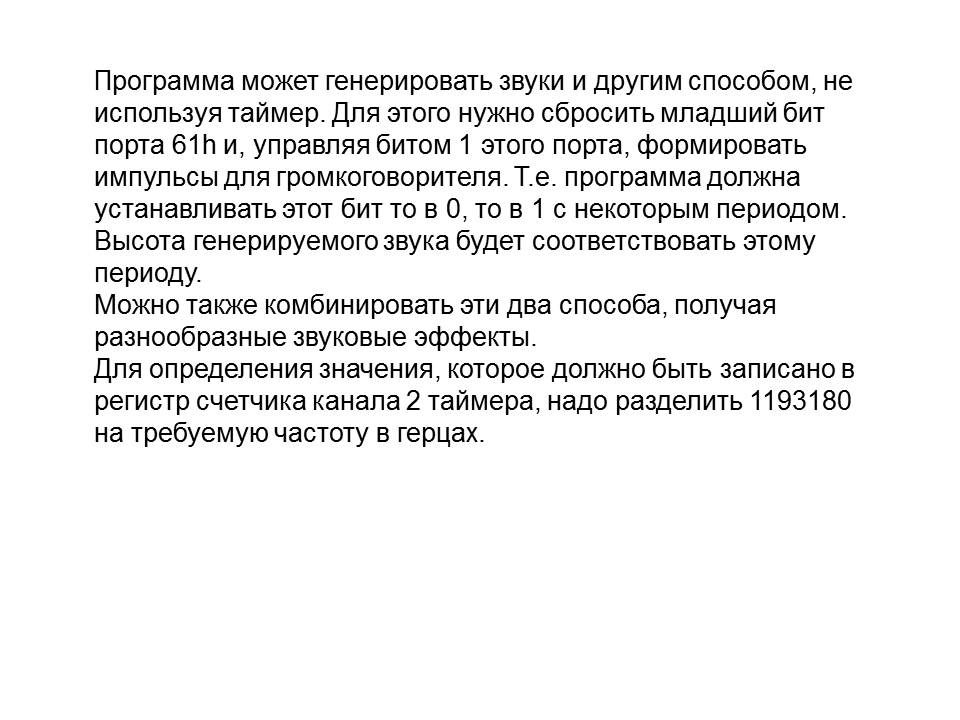 Программа может генерировать звуки и другим способом, не
используя таймер. Для этого нужно сбросить младший бит
порта 61h и, управляя битом 1 этого порта, формировать
импульсы для громкоговорителя. Т.е. программа должна
устанавливать этот бит то в 0, то в 1 с некоторым периодом.
Высота генерируемого звука будет соответствовать этому
периоду.
Можно также комбинировать эти два способа, получая
разнообразные звуковые эффекты.
Для определения значения, которое должно быть записано в
регистр счетчика канала 2 таймера, надо разделить 1193180
на требуемую частоту в герцах.